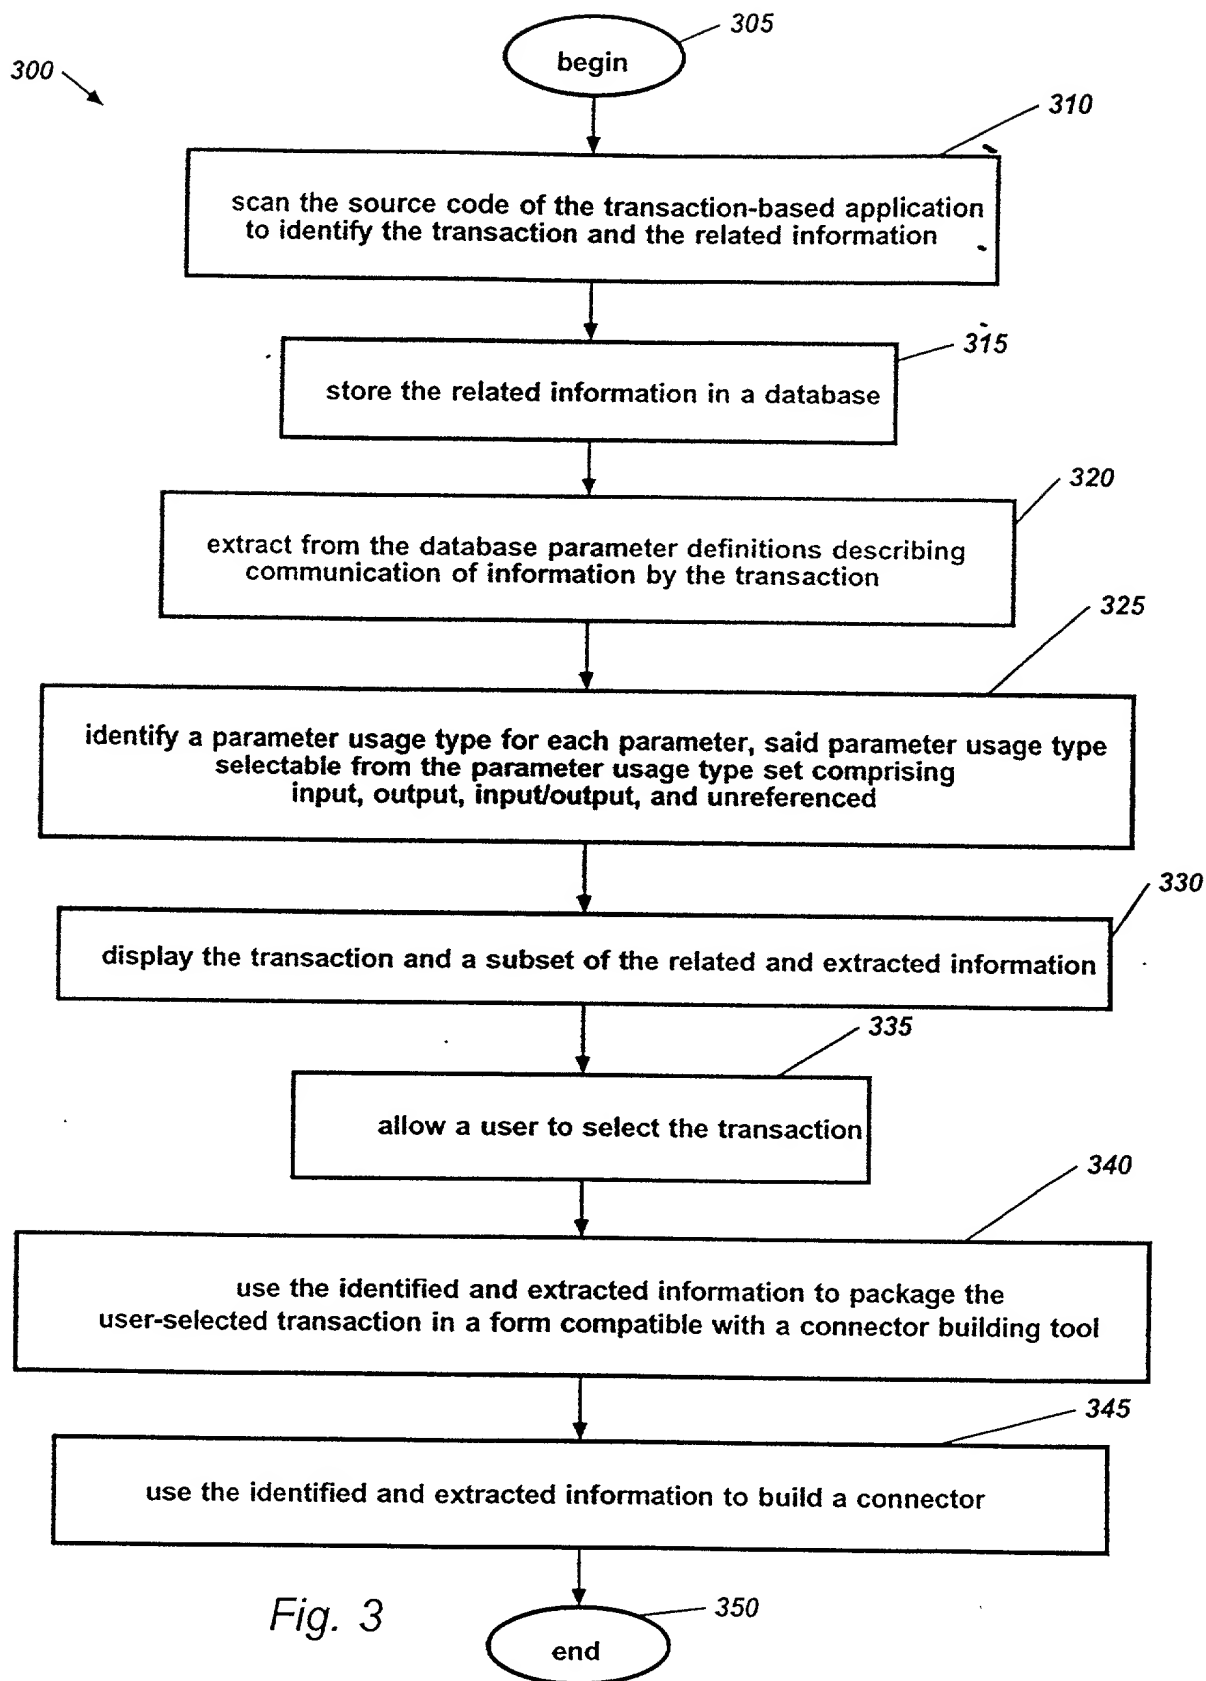 305
begin
300
310
scan the source code of the transaction-based application
to identify the transaction and the related information
315
store the related information in a database
320
extract from the database parameter definitions describing
communication of information by the transaction
325
identify a parameter usage type for each parameter, said parameter usage type
selectable from the parameter usage type set comprising
input, output, input/output, and unreferenced
330
display the transaction and a subset of the related and extracted information
335
allow a user to select the transaction
340
use the identified and extracted information to package the
user-selected transaction in a form compatible with a connector building tool
345
use the identified and extracted information to build a connector
350
Fig. 3
end